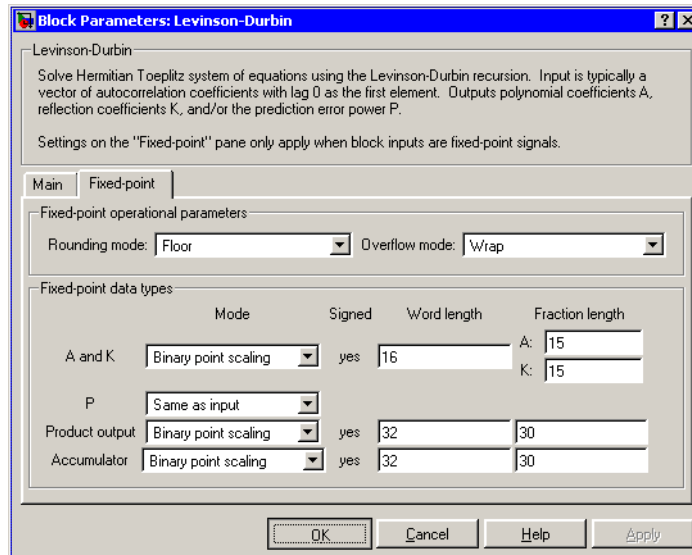 Block Parameters: Levinson-Durbin
Levinson-Durbin
Solve Hermitian Toeplitz system of equations using the Levinson-Durbin recursion. Input is typically a
vector of autocorrelation coefficients with lag 0 as the first element. Outputs polynomial coefficients A,
reflection coefficients K, and/or the prediction error power P.
Settings on the "Fixed-point" pane only apply when block inputs are fixed-point signals.
Main Fixed-point
Fixed-point operational parameters
Rounding mode: Floor Overflow mode: Wrap
Fixed-point data types
Mode Signed Word length Fraction length
A and K Binary point scaling yes 16 A: 15
K: 15
P Same as input
Product output Binary point scaling yes 32 30
Accumulator Binary point scaling yes 32 30
OK Cancel Help Apply